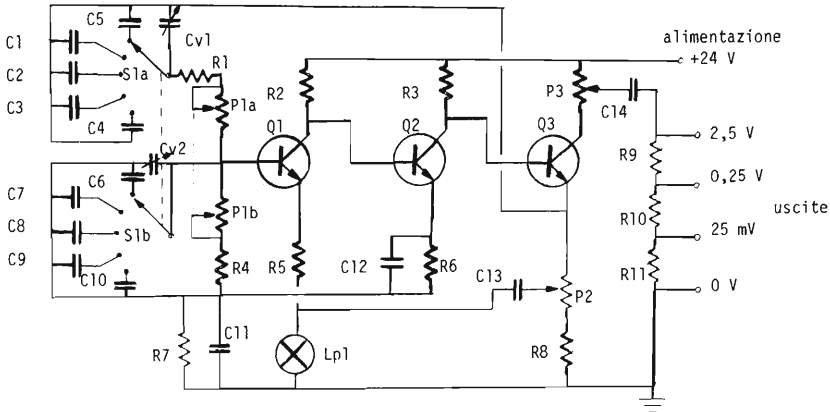 C5
Cv1
C1
C2
C3
S1a
C4
R1
P1a
R2
R3
P3
C14
alimentazione
+24 V
Q1
Q2
Q3
2,5 V
R9
0,25 V
uscite
R10
25 mV
R11
0 V
Cv2
C6
C7
C8
C9
S1b
C10
P1b
R4
R5
C12
R6
C13
P2
R7
C11
Lp1
R8